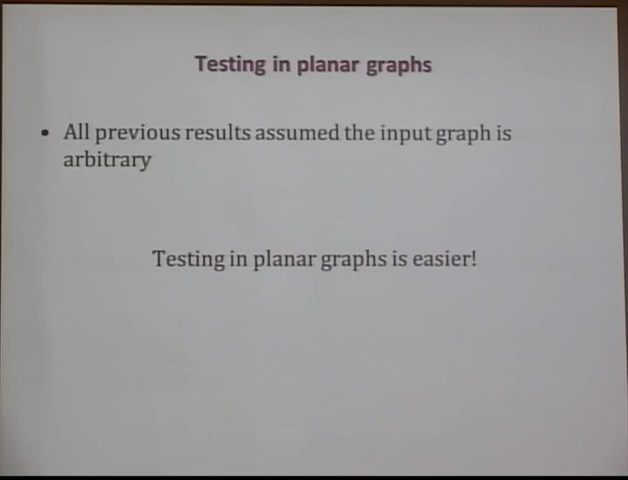 Testing in planar graphs
• All previous results assumed the input graph is
arbitrary
Testing in planar graphs is easier!